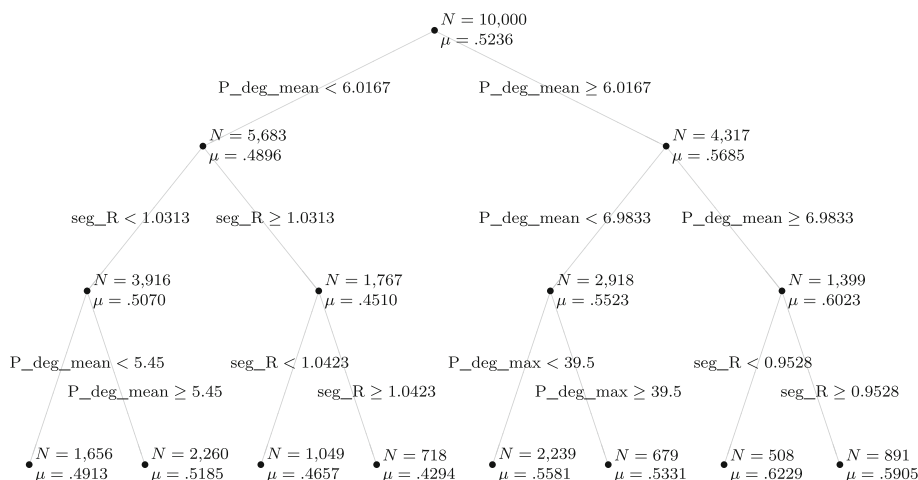 N = 10,000
μ = .5236
P_deg_mean < 6.0167
P_deg_mean ≥ 6.0167
N = 5,683
μ = .4896
N = 4,317
μ = .5685
seg_R < 1.0313
seg_R ≥ 1.0313
P_deg_mean < 6.9833
P_deg_mean ≥ 6.9833
N = 3,916
μ = .5070
N = 1,767
μ = .4510
N = 2,918
μ = .5523
N = 1,399
μ = .6023
P_deg_mean < 5.45
P_deg_mean ≥ 5.45
seg_R < 1.0423
seg_R ≥ 1.0423
P_deg_max < 39.5
P_deg_max ≥ 39.5
seg_R < 0.9528
seg_R ≥ 0.9528
N = 1,656
μ = .4913
N = 2,260
μ = .5185
N = 1,049
μ = .4657
N = 718
μ = .4294
N = 2,239
μ = .5581
N = 679
μ = .5331
N = 508
μ = .6229
N = 891
μ = .5905